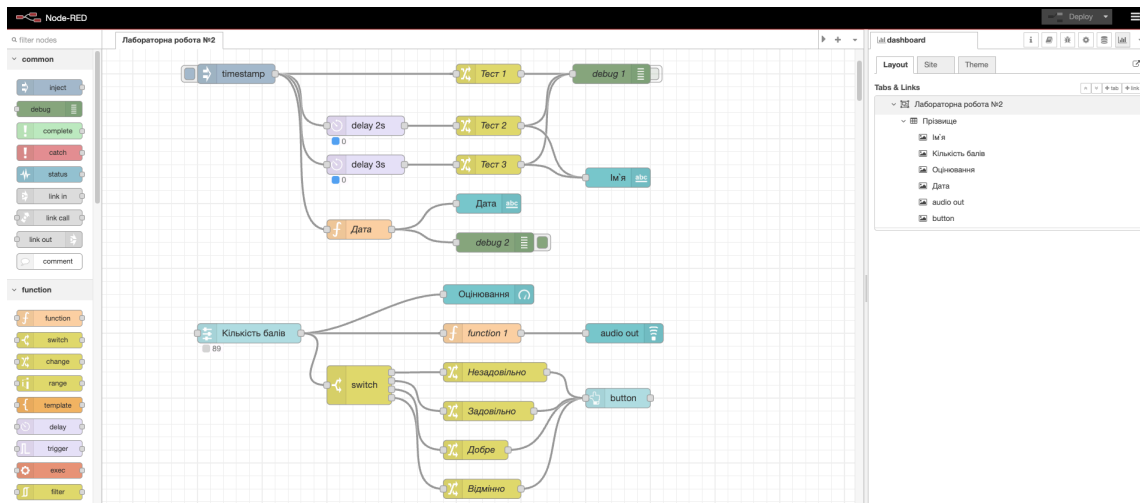 Node-RED
Deploy
filter nodes
common
inject
debug
complete
catch
status
link in
link call
link out
comment
function
function
switch
change
range
template
delay
trigger
exec
filter
Лабораторна робота №2
timestamp
Тест 1
debug 1
delay 2s
0
Тест 2
delay 3s
0
Тест 3
Ім'я abc
Дата abc
Дата
debug 2
Оцінювання
Кількість балів
89
function 1
audio out
switch
Незадовільно
button
Задовільно
Добре
Відмінно
dashboard
i
Layout
Site
Theme
Tabs & Links
+ tab
+ link
Лабораторна робота №2
Прізвище
Ім'я
Кількість балів
Оцінювання
Дата
audio out
button